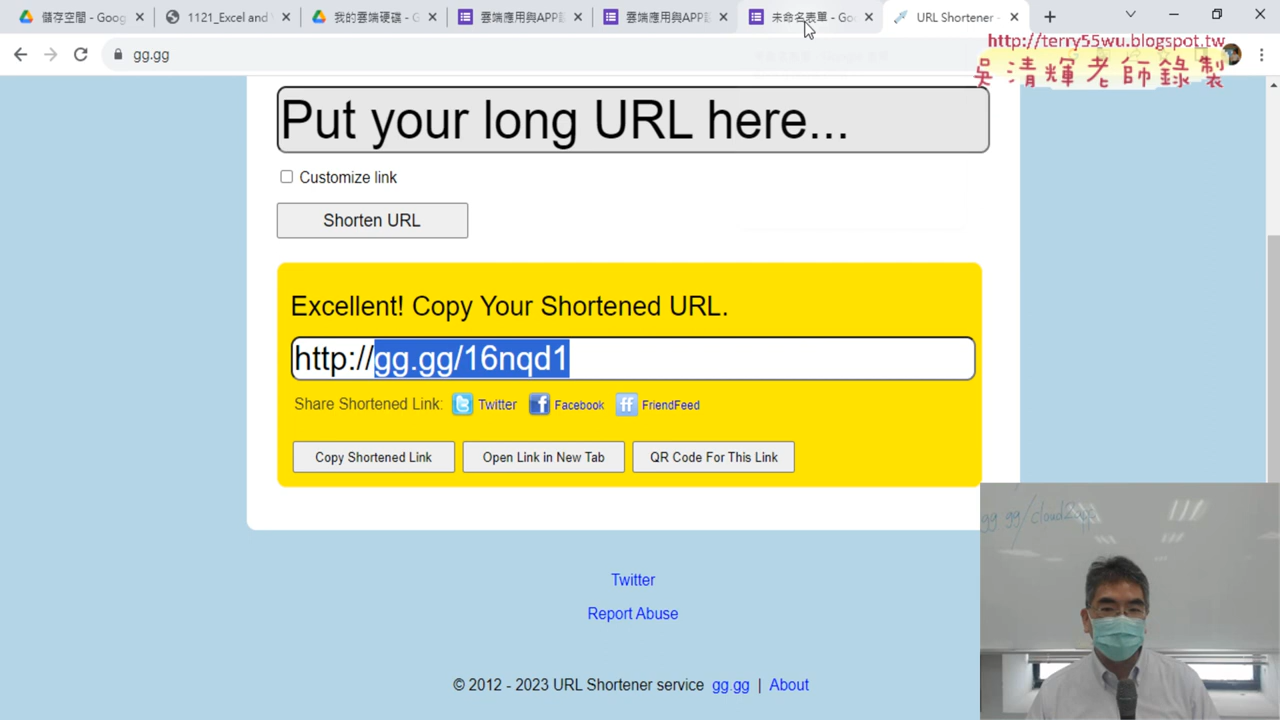 儲存空間 - Goog
1121_Excel and
我的雲端硬碟 - G
雲端應用與APP設
雲端應用與APP設
未命名表單 - Goo
URL Shortener -
gg.gg
http://terry55wu.blogspot.tw
吳清輝老師錄製
Put your long URL here...
Customize link
Shorten URL
Excellent! Copy Your Shortened URL.
http://gg.gg/16nqd1
Share Shortened Link: Twitter Facebook FriendFeed
Copy Shortened Link
Open Link in New Tab
QR Code For This Link
Twitter
Report Abuse
© 2012 - 2023 URL Shortener service gg.gg | About